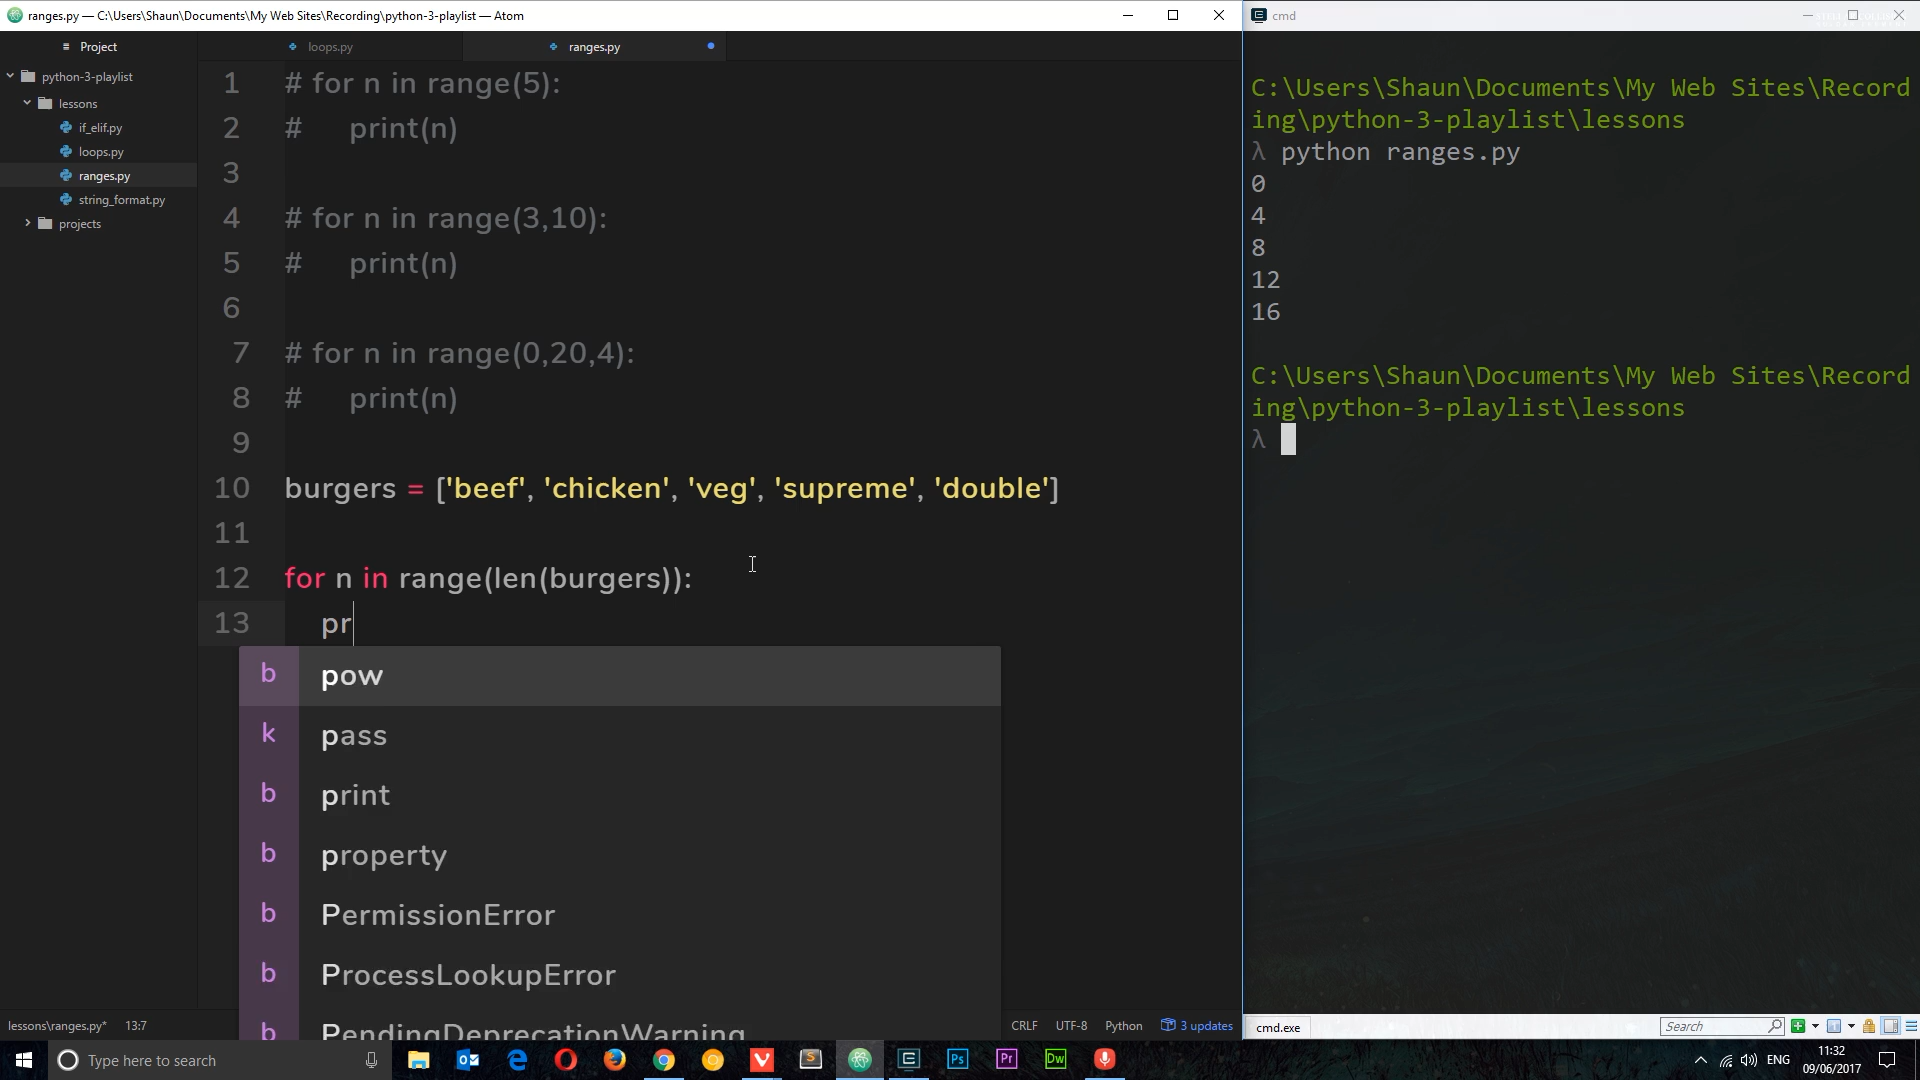 ranges.py — C:\Users\Shaun\Documents\My Web Sites\Recording\python-3-playlist — Atom
Project
python-3-playlist
lessons
if_elif.py
loops.py
ranges.py
string_format.py
projects
loops.py
ranges.py
1 # for n in range(5):
2 #     print(n)
3
4 # for n in range(3,10):
5 #     print(n)
6
7 # for n in range(0,20,4):
8 #     print(n)
9
10 burgers = ['beef', 'chicken', 'veg', 'supreme', 'double']
11
12 for n in range(len(burgers)):
13     pr
b pow
k pass
b print
b property
b PermissionError
b ProcessLookupError
b PendingDeprecationWarning
lessons\ranges.py* 13:7
CRLF UTF-8 Python 3 updates
cmd
C:\Users\Shaun\Documents\My Web Sites\Record
ing\python-3-playlist\lessons
λ python ranges.py
0
4
8
12
16
C:\Users\Shaun\Documents\My Web Sites\Record
ing\python-3-playlist\lessons
λ
cmd.exe
Search
Type here to search
Ps
Pr
Dw
ENG
11:32
09/06/2017